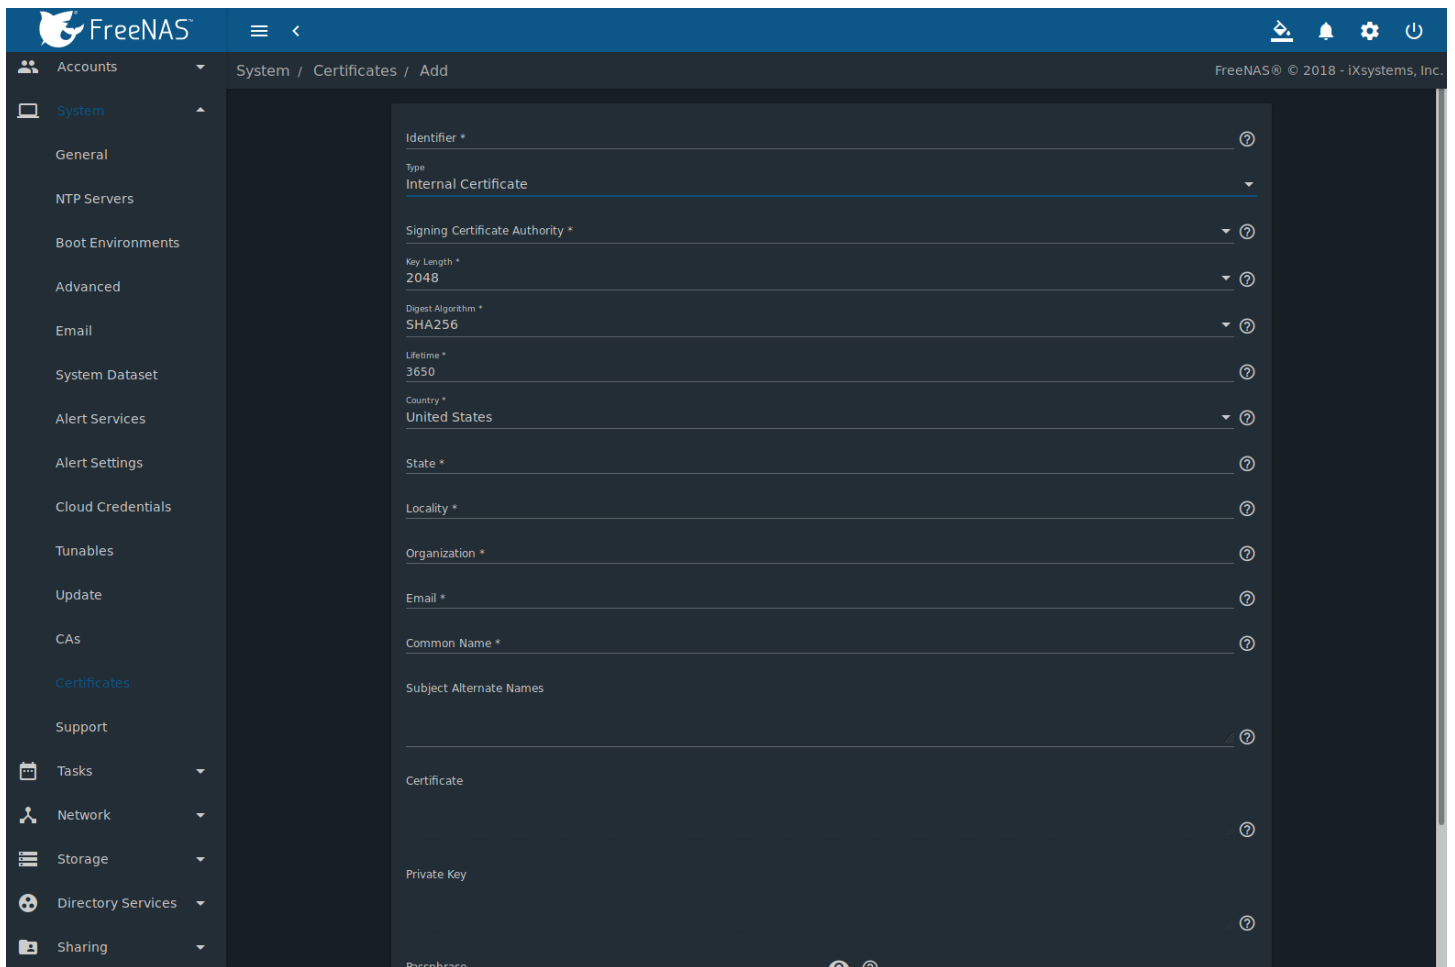 FreeNAS™
System / Certificates / Add
FreeNAS® © 2018 - iXsystems, Inc.
Accounts
System
General
NTP Servers
Boot Environments
Advanced
Email
System Dataset
Alert Services
Alert Settings
Cloud Credentials
Tunables
Update
CAs
Certificates
Support
Tasks
Network
Storage
Directory Services
Sharing
Identifier *
Type
Internal Certificate
Signing Certificate Authority *
Key Length *
2048
Digest Algorithm *
SHA256
Lifetime *
3650
Country *
United States
State *
Locality *
Organization *
Email *
Common Name *
Subject Alternate Names
Certificate
Private Key
Passphrase